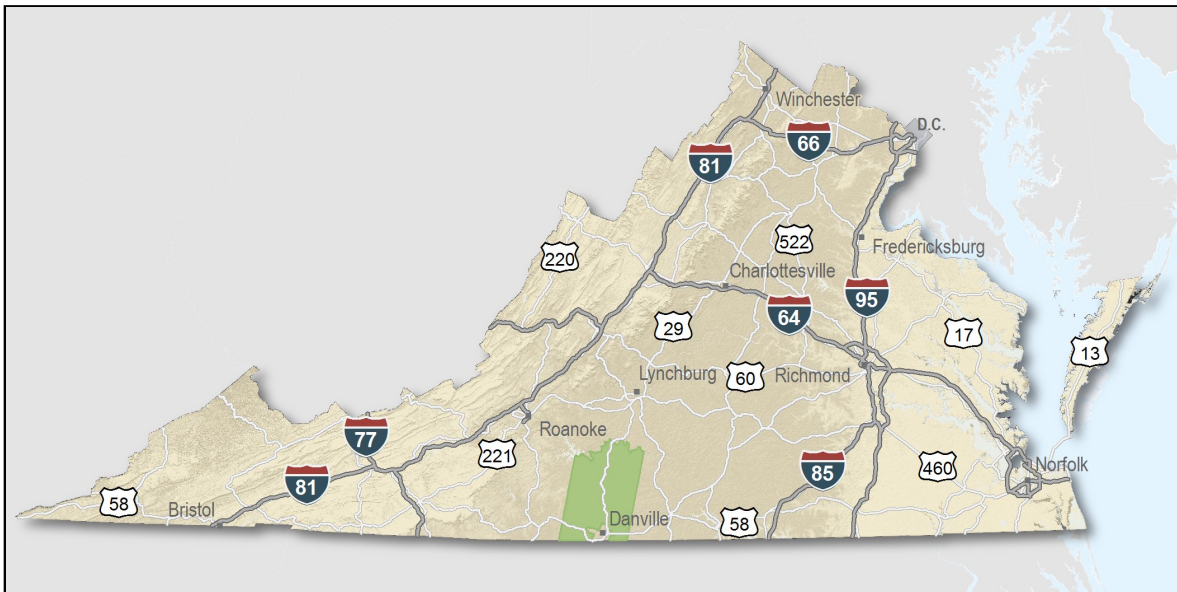 Winchester
D.C.
66
81
522
Fredericksburg
220
Charlottesville
95
64
29
17
13
Lynchburg
60
Richmond
77
Roanoke
221
85
460
Norfolk
81
58
Bristol
Danville
58